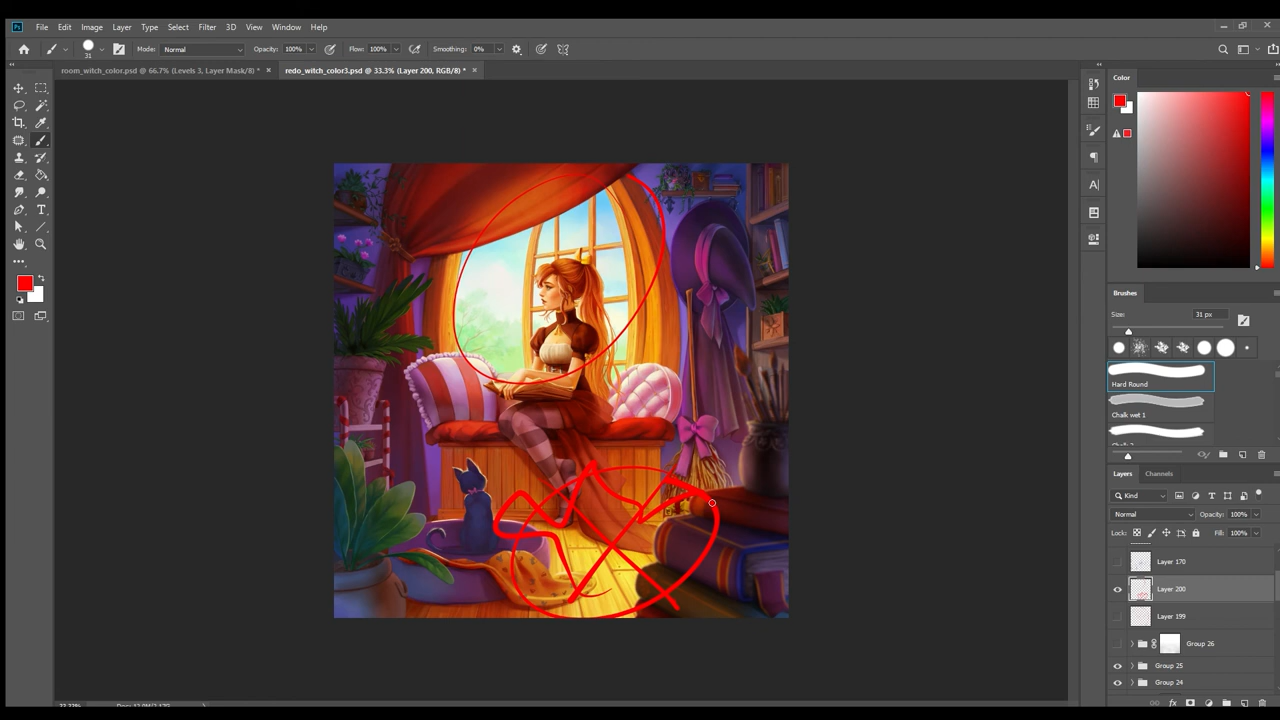 Ps File Edit Image Layer Type Select Filter 3D View Window Help
31 Mode: Normal Opacity: 100% Flow: 100% Smoothing: 0%
room_witch_color.psd @ 66.7% (Levels 3, Layer Mask/8) * × redo_witch_color3.psd @ 33.3% (Layer 200, RGB/8) * ×
Color
Brushes
Size: 31 px
Hard Round
Chalk wet 1
Layers Channels
Kind
Normal Opacity: 100%
Lock: Fill: 100%
Layer 170
Layer 200
Layer 199
Group 26
Group 25
Group 24